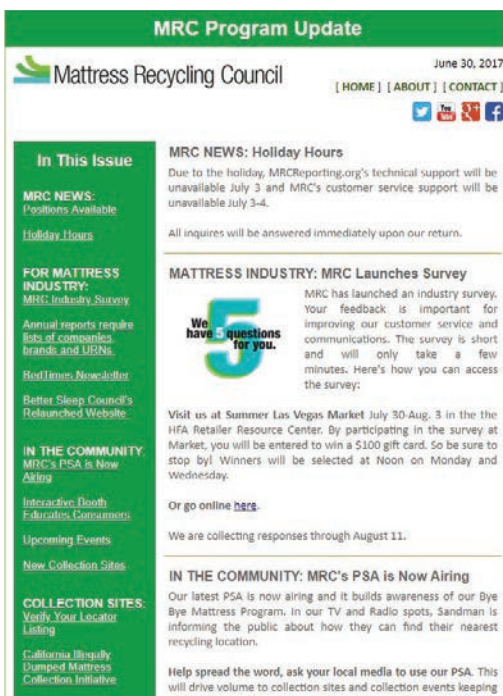 MRC Program Update
Mattress Recycling Council
June 30, 2017
[ HOME ] [ ABOUT ] [ CONTACT ]
You
Tube
In This Issue
MRC NEWS:
Positions Available
Holiday Hours
FOR MATTRESS
INDUSTRY:
MRC Industry Survey
Annual reports require
lists of companies,
brands and URNs.
BedTimes Newsletter
Better Sleep Council's
Relaunched Website
IN THE COMMUNITY:
MRC's PSA is Now
Airing
Interactive Booth
Educates Consumers
Upcoming Events
New Collection Sites
COLLECTION SITES:
Verify Your Locator
Listing
California Illegally
Dumped Mattress
Collection Initiative
MRC NEWS: Holiday Hours
Due to the holiday, MRCReporting.org's technical support will be
unavailable July 3 and MRC's customer service support will be
unavailable July 3-4.
All inquires will be answered immediately upon our return.
MATTRESS INDUSTRY: MRC Launches Survey
We
have 5 questions
for you.
MRC has launched an industry survey.
Your feedback is important for
improving our customer service and
communications. The survey is short
and will only take a few
minutes. Here's how you can access
the survey:
Visit us at Summer Las Vegas Market July 30-Aug. 3 in the the
HFA Retailer Resource Center. By participating in the survey at
Market, you will be entered to win a $100 gift card. So be sure to
stop by! Winners will be selected at Noon on Monday and
Wednesday.
Or go online here.
We are collecting responses through August 11.
IN THE COMMUNITY: MRC's PSA is Now Airing
Our latest PSA is now airing and it builds awareness of our Bye
Bye Mattress Program. In our TV and Radio spots, Sandman is
informing the public about how they can find their nearest
recycling location.
Help spread the word, ask your local media to use our PSA. This
will drive volume to collection sites and collection events keeping